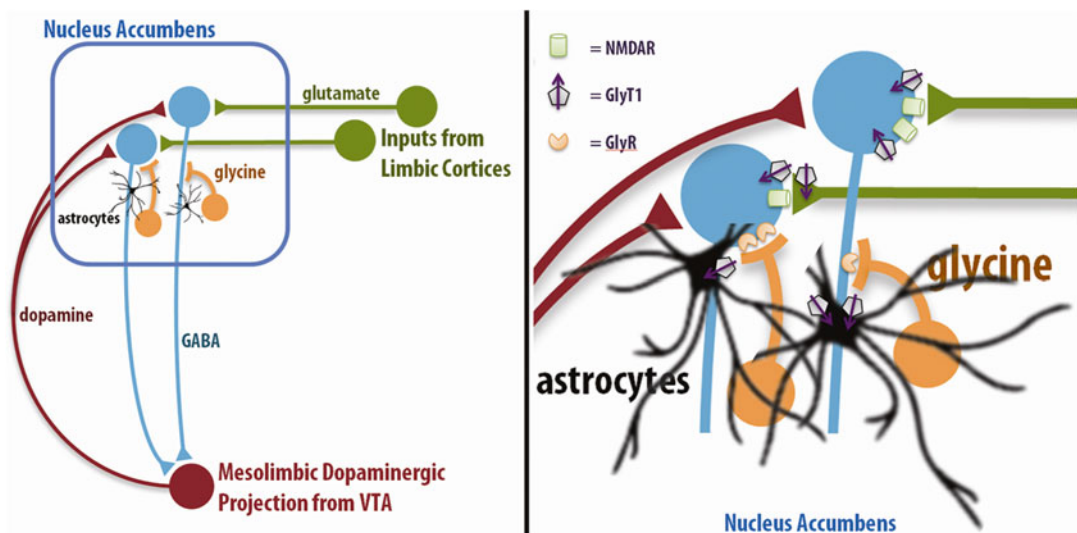 Nucleus Accumbens
glutamate
Inputs from
Limbic Cortices
glycine
astrocytes
dopamine
GABA
Mesolimbic Dopaminergic
Projection from VTA
= NMDAR
= GlyT1
= GlyR
glycine
astrocytes
Nucleus Accumbens